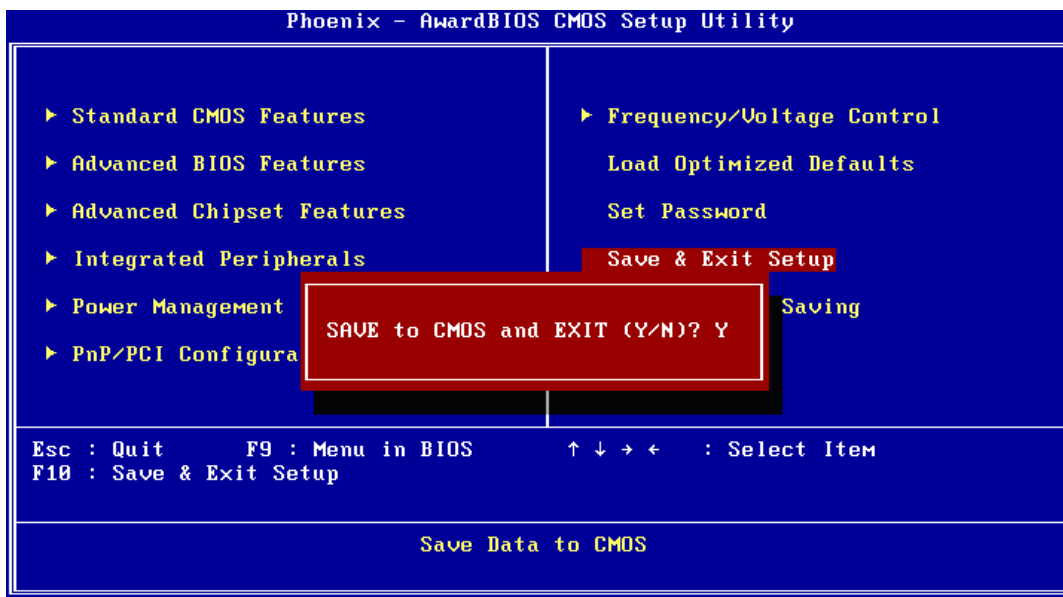 Phoenix - AwardBIOS CMOS Setup Utility
Standard CMOS Features
Advanced BIOS Features
Advanced Chipset Features
Integrated Peripherals
Power Management
PnP/PCI Configura
Frequency/Voltage Control
Load Optimized Defaults
Set Password
Save & Exit Setup
Saving
SAVE to CMOS and EXIT (Y/N)? Y
Esc : Quit F9 : Menu in BIOS ↑ ↓ → ← : Select Item
F10 : Save & Exit Setup
Save Data to CMOS